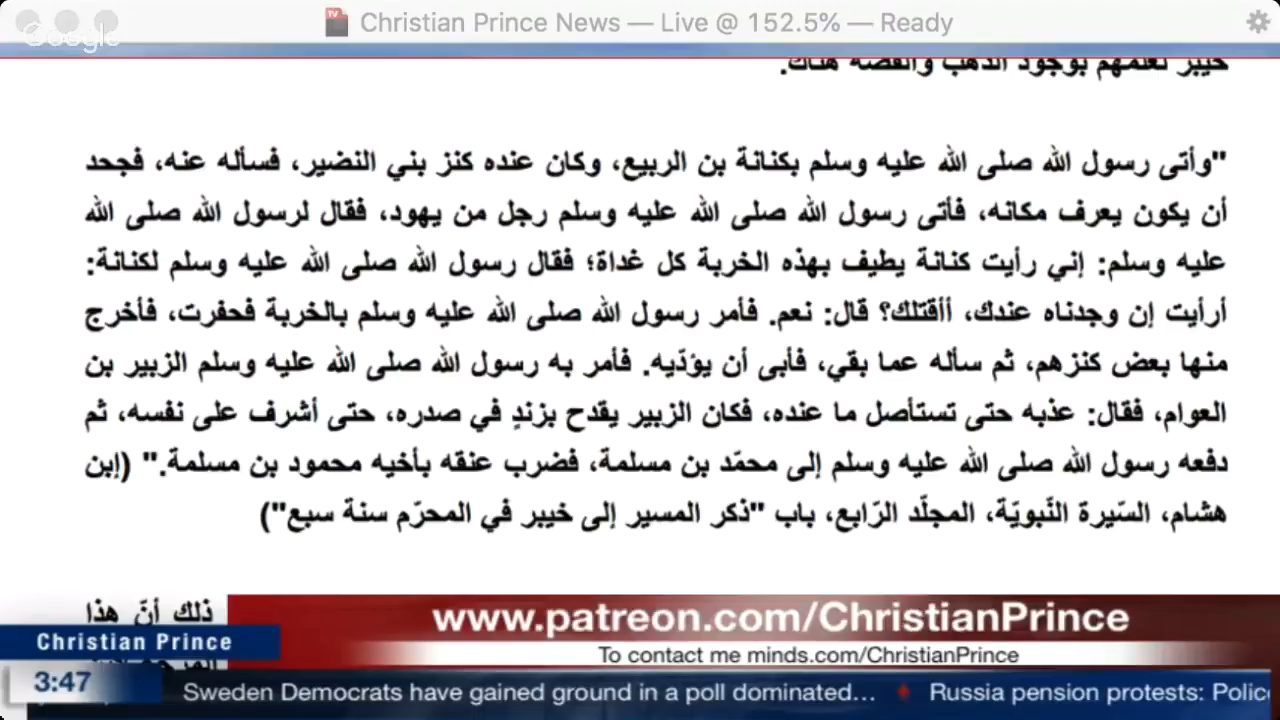 Christian Prince News — Live @ 152.5% — Ready
Google
خيبر لعلمهم بوجود الذهب والفضة هناك.
"وأتى رسول الله صلى الله عليه وسلم بكنانة بن الربيع، وكان عنده كنز بني النضير، فسأله عنه، فجحد
أن يكون يعرف مكانه، فأتى رسول الله صلى الله عليه وسلم رجل من يهود، فقال لرسول الله صلى الله
عليه وسلم: إني رأيت كنانة يطيف بهذه الخربة كل غداة؛ فقال رسول الله صلى الله عليه وسلم لكنانة:
أرأيت إن وجدناه عندك، أأقتلك؟ قال: نعم. فأمر رسول الله صلى الله عليه وسلم بالخربة فحفرت، فأخرج
منها بعض كنزهم، ثم سأله عما بقي، فأبى أن يؤدّيه. فأمر به رسول الله صلى الله عليه وسلم الزبير بن
العوام، فقال: عذبه حتى تستأصل ما عنده، فكان الزبير يقدح بزندٍ في صدره، حتى أشرف على نفسه، ثم
دفعه رسول الله صلى الله عليه وسلم إلى محمّد بن مسلمة، فضرب عنقه بأخيه محمود بن مسلمة." (إبن
هشام، السّيرة النّبويّة، المجلّد الرّابع، باب "ذكر المسير إلى خيبر في المحرّم سنة سبع")
ذلك أنّ هذا
www.patreon.com/ChristianPrince
Christian Prince
To contact me minds.com/ChristianPrince
3:47
Sweden Democrats have gained ground in a poll dominated... ♦ Russia pension protests: Polic